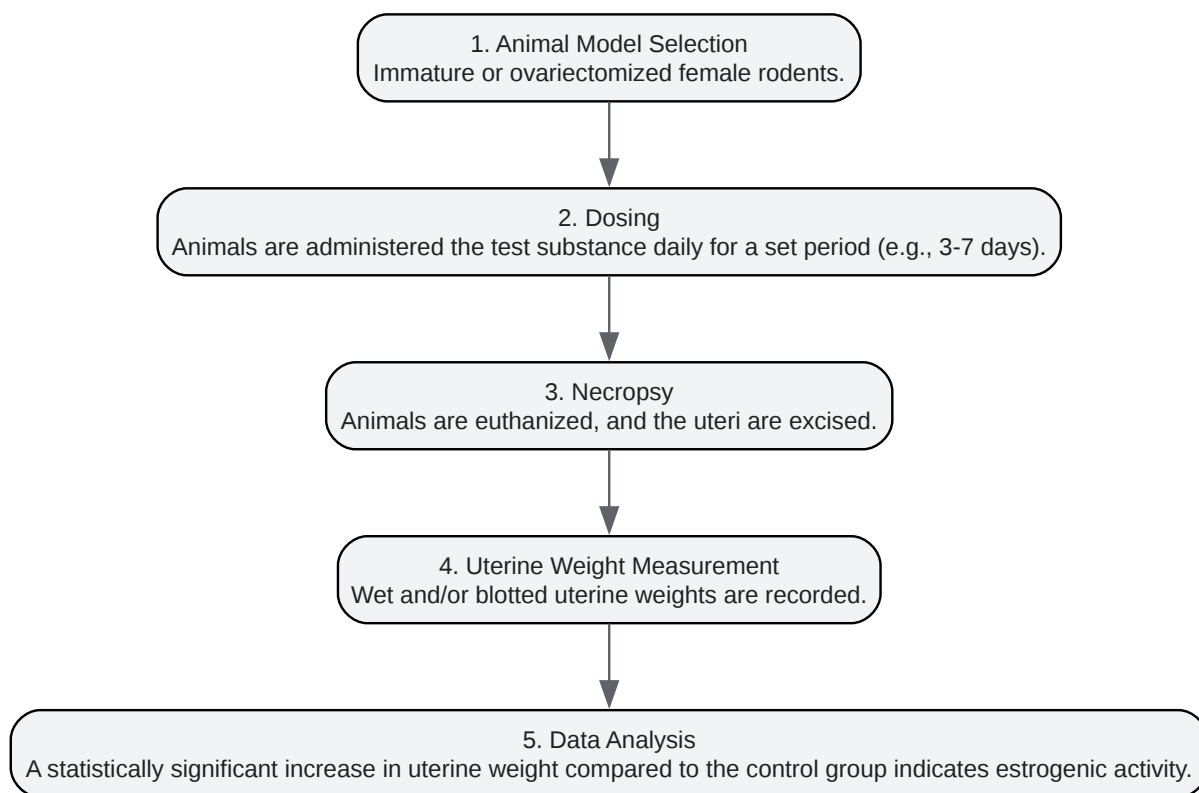 1. Animal Model Selection
Immature or ovariectomized female rodents.
2. Dosing
Animals are administered the test substance daily for a set period (e.g., 3-7 days).
3. Necropsy
Animals are euthanized, and the uteri are excised.
4. Uterine Weight Measurement
Wet and/or blotted uterine weights are recorded.
5. Data Analysis
A statistically significant increase in uterine weight compared to the control group indicates estrogenic activity.